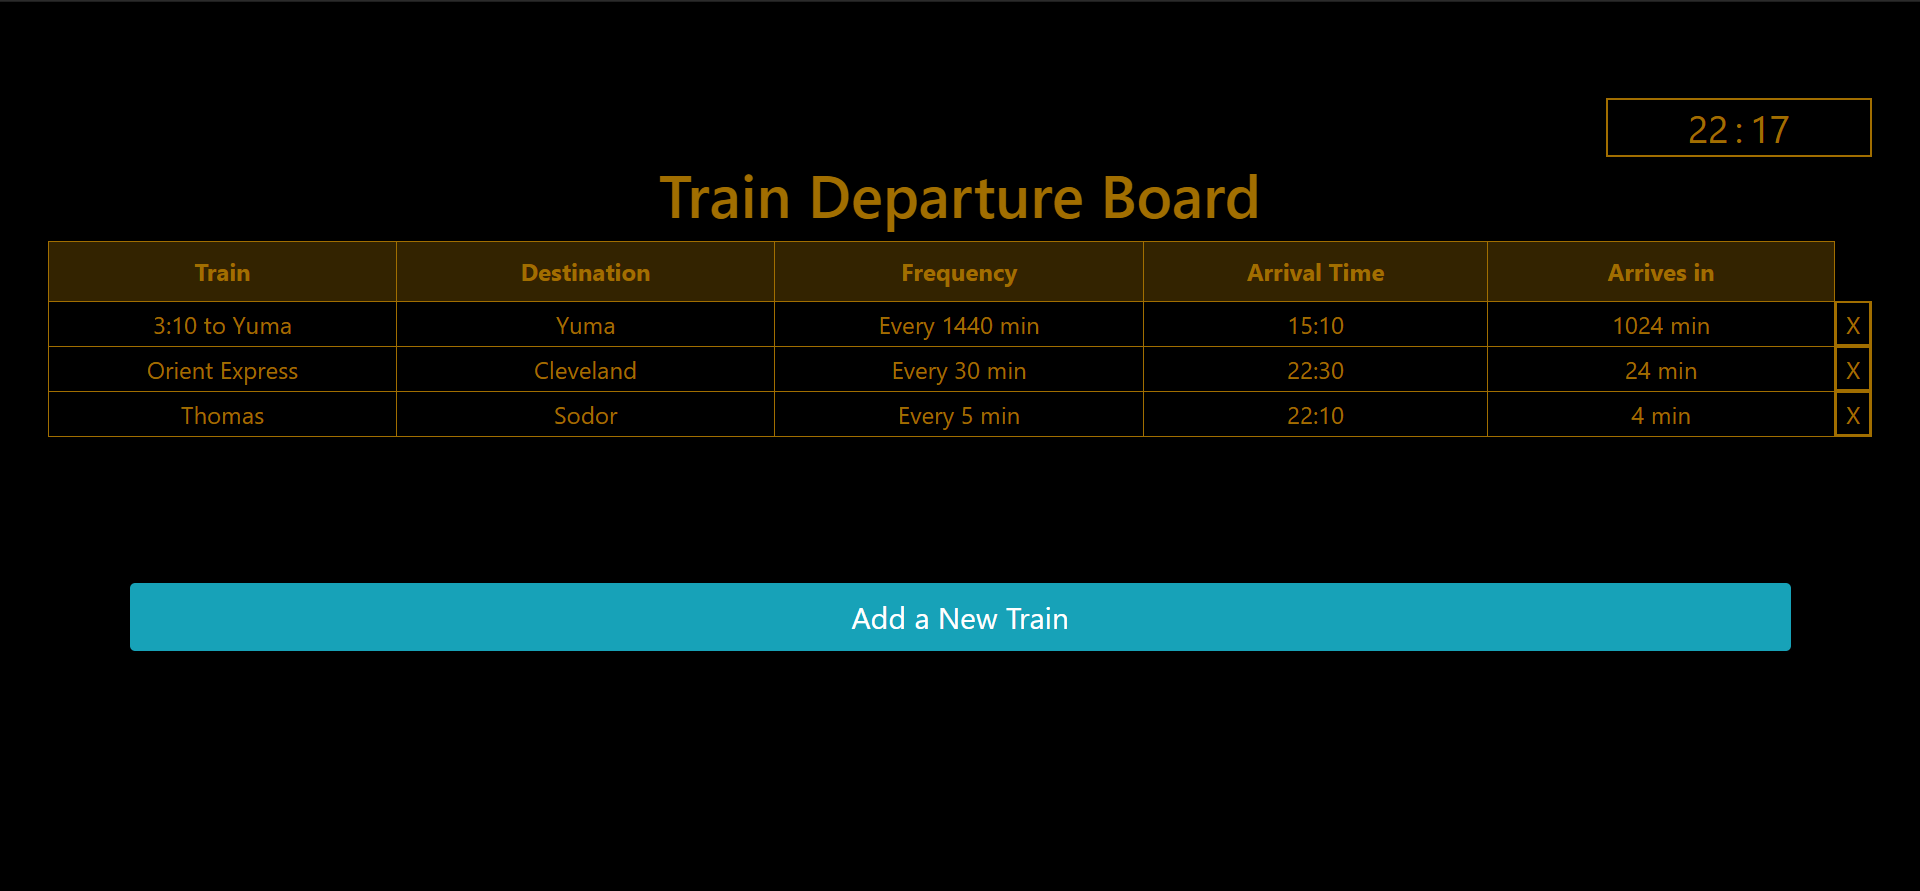 22 : 17
Train Departure Board
Train Destination Frequency Arrival Time Arrives in
3:10 to Yuma Yuma Every 1440 min 15:10 1024 min X
Orient Express Cleveland Every 30 min 22:30 24 min X
Thomas Sodor Every 5 min 22:10 4 min X
Add a New Train